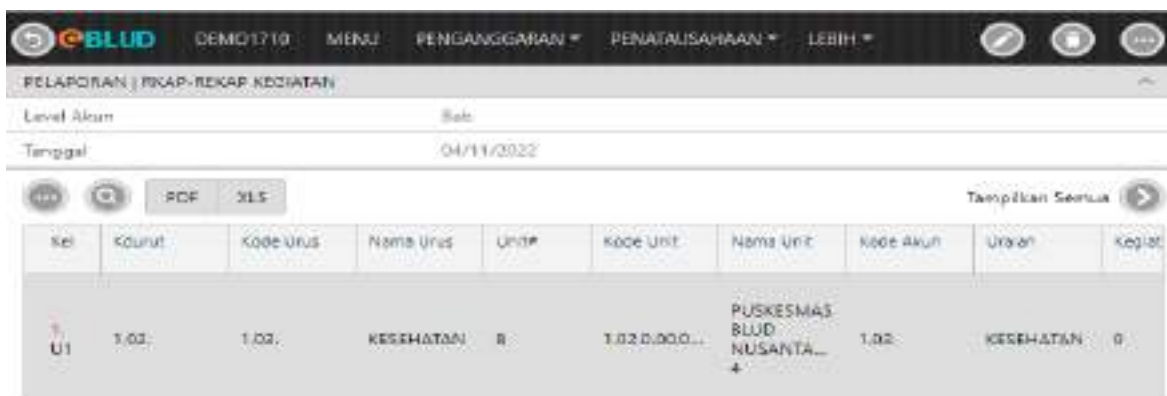 eBLUD DEMO1710 MENU PENGANGGARAN PENATAUSAHAAN LEBIH
PELAPORAN | RKAP-REKAP KEGIATAN
Level Akun Bab
Tanggal 04/11/2022
PDF XLS Tampilkan Semua
Kel Kdurut Kode Urus Nama Urus Unit# Kode Unit Nama Unit Kode Akun Uraian Kegiat
1. U1 1.02. 1.02. KESEHATAN 8 1.02.0.00.0... PUSKESMAS BLUD NUSANTA... 4 1.02. KESEHATAN 0